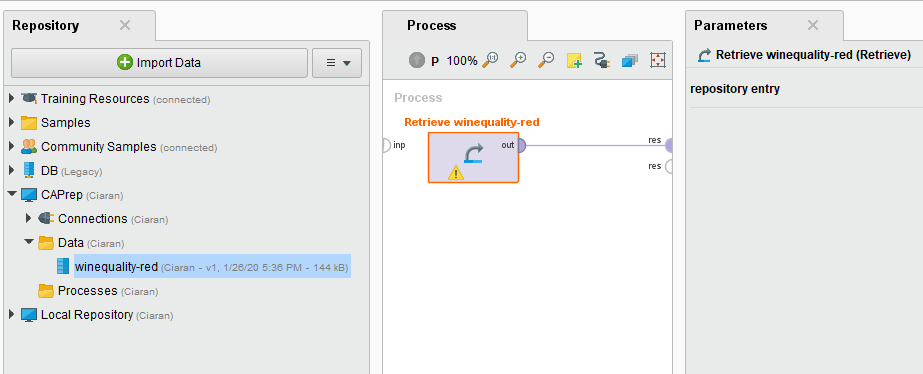 Repository
Import Data
Training Resources (connected)
Samples
Community Samples (connected)
DB (Legacy)
CAPrep (Ciaran)
Connections (Ciaran)
Data (Ciaran)
winequality-red (Ciaran - v1, 1/26/20 5:36 PM - 144 kB)
Processes (Ciaran)
Local Repository (Ciaran)
Process
P 100%
Process
Retrieve winequality-red
inp out res
res
Parameters
Retrieve winequality-red (Retrieve)
repository entry